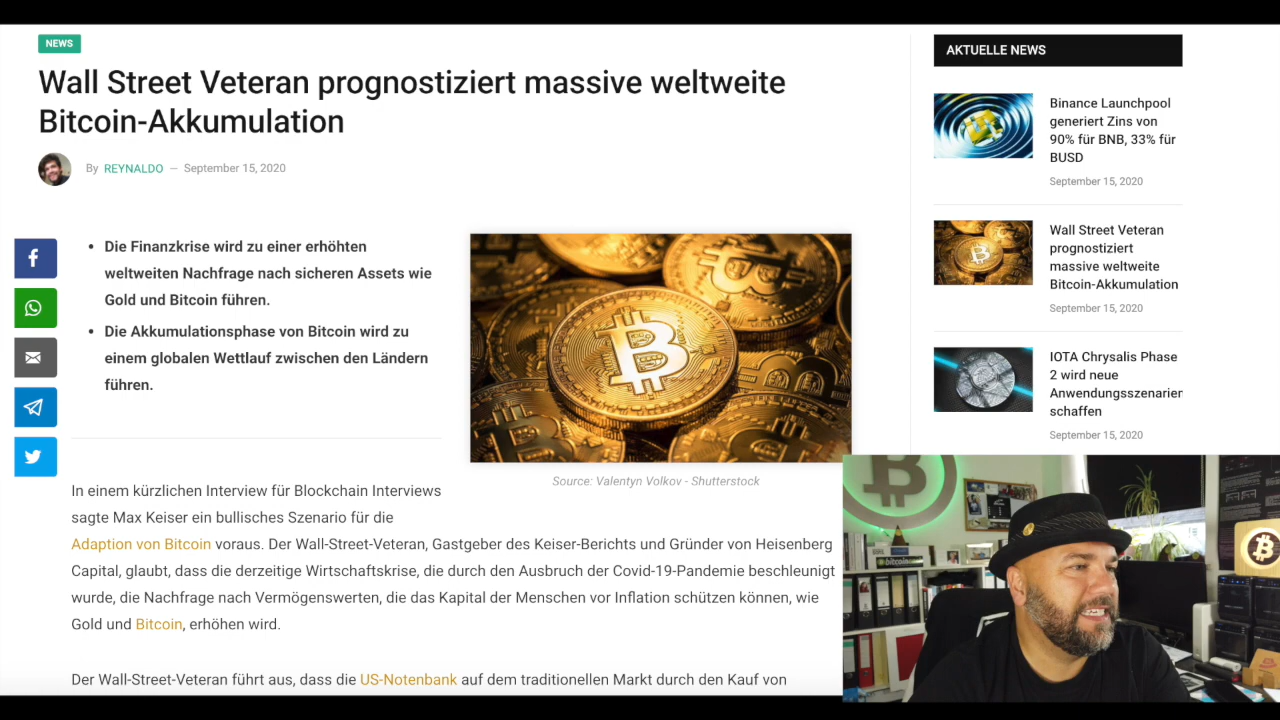 NEWS
Wall Street Veteran prognostiziert massive weltweite
Bitcoin-Akkumulation
By REYNALDO — September 15, 2020
• Die Finanzkrise wird zu einer erhöhten
weltweiten Nachfrage nach sicheren Assets wie
Gold und Bitcoin führen.
• Die Akkumulationsphase von Bitcoin wird zu
einem globalen Wettlauf zwischen den Ländern
führen.
Source: Valentyn Volkov - Shutterstock
In einem kürzlichen Interview für Blockchain Interviews
sagte Max Keiser ein bullisches Szenario für die
Adaption von Bitcoin voraus. Der Wall-Street-Veteran, Gastgeber des Keiser-Berichts und Gründer von Heisenberg
Capital, glaubt, dass die derzeitige Wirtschaftskrise, die durch den Ausbruch der Covid-19-Pandemie beschleunigt
wurde, die Nachfrage nach Vermögenswerten, die das Kapital der Menschen vor Inflation schützen können, wie
Gold und Bitcoin, erhöhen wird.
Der Wall-Street-Veteran führt aus, dass die US-Notenbank auf dem traditionellen Markt durch den Kauf von
AKTUELLE NEWS
Binance Launchpool
generiert Zins von
90% für BNB, 33% für
BUSD
September 15, 2020
Wall Street Veteran
prognostiziert
massive weltweite
Bitcoin-Akkumulation
September 15, 2020
IOTA Chrysalis Phase
2 wird neue
Anwendungsszenarien
schaffen
September 15, 2020
bitcoin